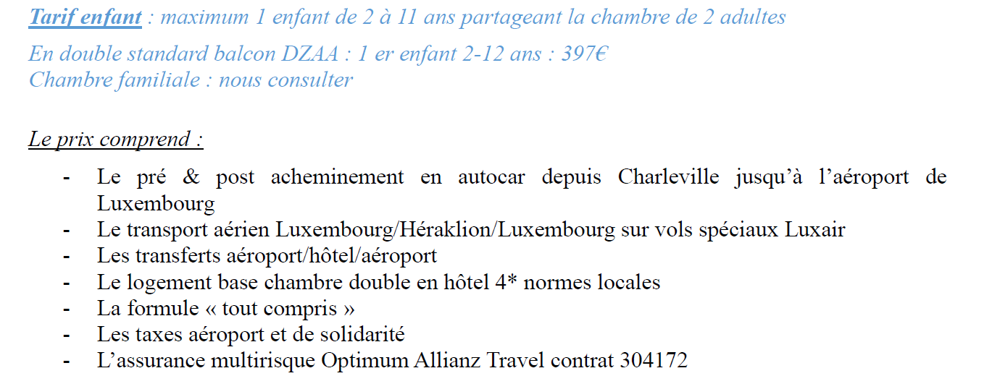 Tarif enfant : maximum 1 enfant de 2 à 11 ans partageant la chambre de 2 adultes
En double standard balcon DZAA : 1 er enfant 2-12 ans : 397€
Chambre familiale : nous consulter
Le prix comprend :
- Le pré & post acheminement en autocar depuis Charleville jusqu’à l’aéroport de
Luxembourg
- Le transport aérien Luxembourg/Héraklion/Luxembourg sur vols spéciaux Luxair
- Les transferts aéroport/hôtel/aéroport
- Le logement base chambre double en hôtel 4* normes locales
- La formule « tout compris »
- Les taxes aéroport et de solidarité
- L’assurance multirisque Optimum Allianz Travel contrat 304172